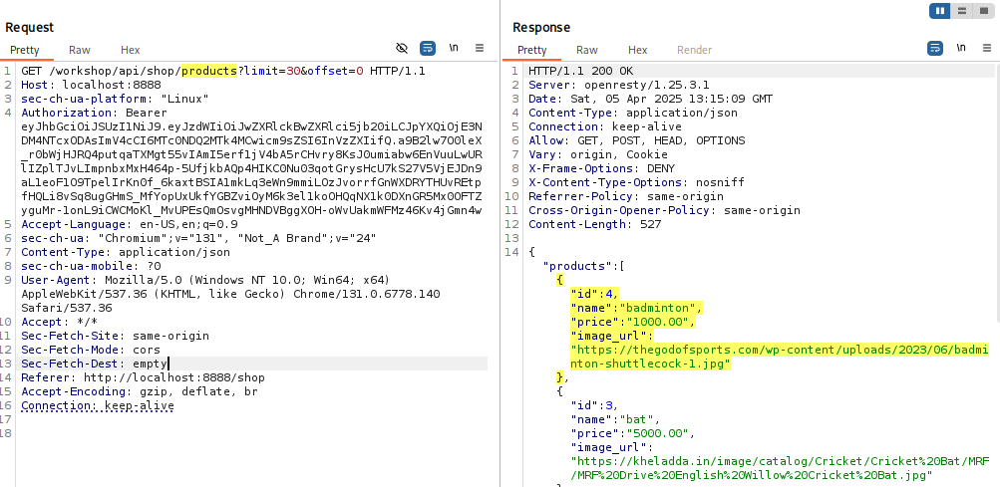 Request
Pretty Raw Hex
\n
1 GET /workshop/api/shop/products?limit=30&offset=0 HTTP/1.1
2 Host: localhost:8888
3 sec-ch-ua-platform: "Linux"
4 Authorization: Bearer
eyJhbGciOiJSUzI1NiJ9.eyJzdWIiOiJwZXRlckBwZXRlci5jb20iLCJpYXQiOjE3N
DM4NTcxODAsImV4cCI6MTc0NDQ2MTk4MCwicm9sZSI6InVzZXIifQ.a9B2lw7O0leX
_r0bWjHJRQ4putqaTXMgt55vIAmI5erf1jV4bA5rCHvry8KsJ0umiabw6EnVuuLwUR
lIZplTJvLImpnbxMxH464p-5UfjkbAQp4HIKC0Nu03qotGrysHcU7kS27V5VjEJDn9
aL1eoF1O9TpelIrKn0f_6kaxtBSIA1mkLq3eWn9mmiLOzJvorrfGnWXDRYTHUvREtp
fHQLi8vSq8ugGHmS_MfYopUxUkfYGBZviOyM6k3el1koOHQqNX1k0DXnGR5Mx0OFTZ
yguMr-1onL9iCWCMoKl_MvUPEsQmOsvgMHNDVBggXOH-oWvUakmWFMz46Kv4jGmn4w
5 Accept-Language: en-US,en;q=0.9
6 sec-ch-ua: "Chromium";v="131", "Not_A Brand";v="24"
7 Content-Type: application/json
8 sec-ch-ua-mobile: ?0
9 User-Agent: Mozilla/5.0 (Windows NT 10.0; Win64; x64)
AppleWebKit/537.36 (KHTML, like Gecko) Chrome/131.0.6778.140
Safari/537.36
10 Accept: */*
11 Sec-Fetch-Site: same-origin
12 Sec-Fetch-Mode: cors
13 Sec-Fetch-Dest: empty
14 Referer: http://localhost:8888/shop
15 Accept-Encoding: gzip, deflate, br
16 Connection: keep-alive
17
18
Response
Pretty Raw Hex Render
\n
1 HTTP/1.1 200 OK
2 Server: openresty/1.25.3.1
3 Date: Sat, 05 Apr 2025 13:15:09 GMT
4 Content-Type: application/json
5 Connection: keep-alive
6 Allow: GET, POST, HEAD, OPTIONS
7 Vary: origin, Cookie
8 X-Frame-Options: DENY
9 X-Content-Type-Options: nosniff
10 Referrer-Policy: same-origin
11 Cross-Origin-Opener-Policy: same-origin
12 Content-Length: 527
13
14 {
"products":[
{
"id":4,
"name":"badminton",
"price":"1000.00",
"image_url":
"https://thegodofsports.com/wp-content/uploads/2023/06/badmi
nton-shuttlecock-1.jpg"
},
{
"id":3,
"name":"bat",
"price":"5000.00",
"image_url":
"https://kheladda.in/image/catalog/Cricket/Cricket%20Bat/MRF
/MRF%20Drive%20English%20Willow%20Cricket%20Bat.jpg"